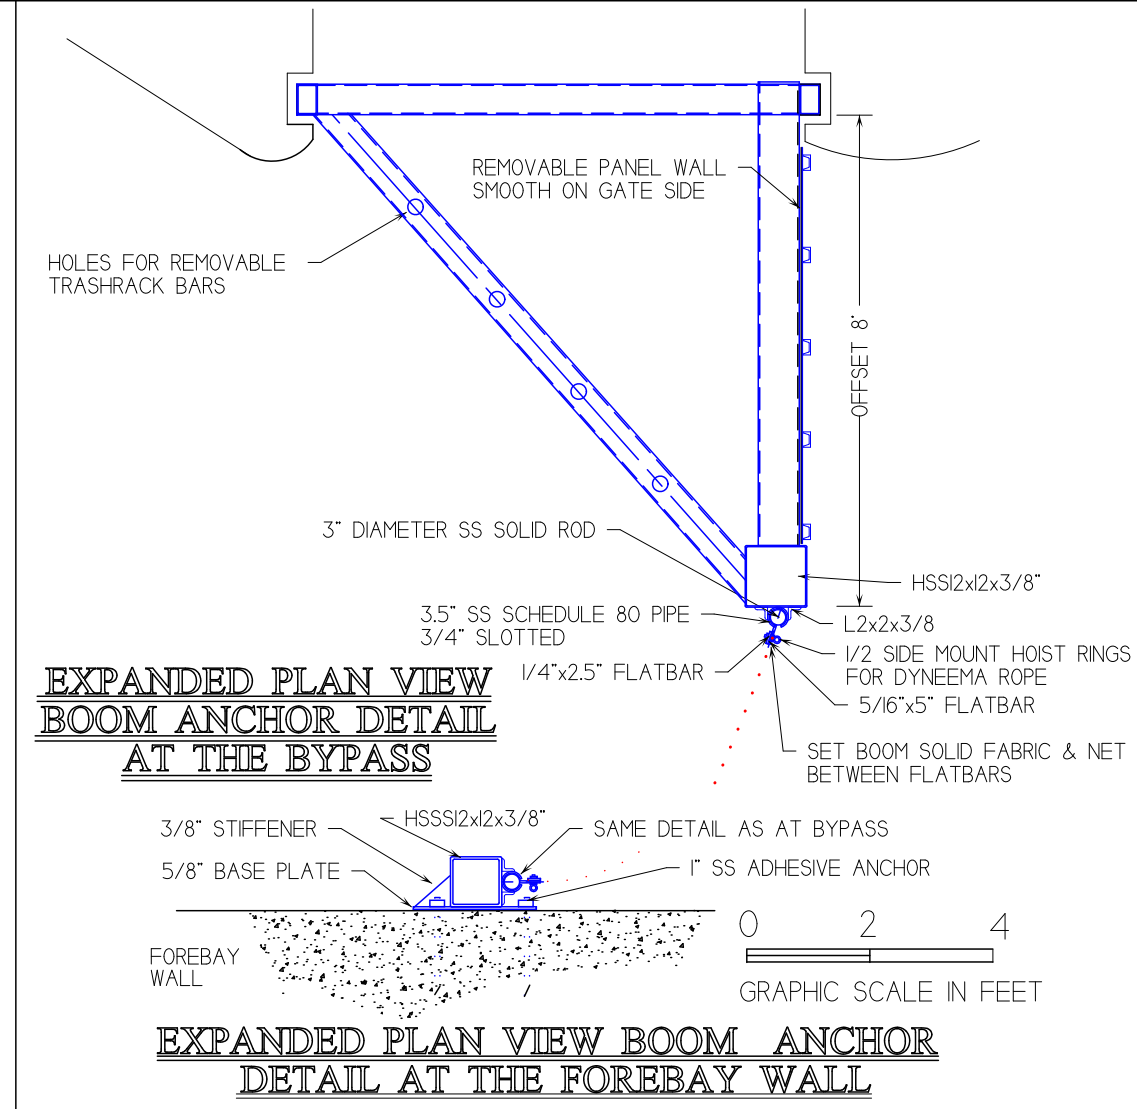 REMOVABLE PANEL WALL
SMOOTH ON GATE SIDE
HOLES FOR REMOVABLE
TRASHRACK BARS
OFFSET 8'
3" DIAMETER SS SOLID ROD
HSS12x12x3/8"
3.5" SS SCHEDULE 80 PIPE
3/4" SLOTTED
L2x2x3/8
1/4"x2.5" FLATBAR
1/2 SIDE MOUNT HOIST RINGS
FOR DYNEEMA ROPE
5/16"x5" FLATBAR
SET BOOM SOLID FABRIC & NET
BETWEEN FLATBARS
EXPANDED PLAN VIEW
BOOM ANCHOR DETAIL
AT THE BYPASS
HSSS12x12x3/8"
3/8" STIFFENER
SAME DETAIL AS AT BYPASS
5/8" BASE PLATE
1" SS ADHESIVE ANCHOR
FOREBAY
WALL
0 2 4
GRAPHIC SCALE IN FEET
EXPANDED PLAN VIEW BOOM ANCHOR
DETAIL AT THE FOREBAY WALL